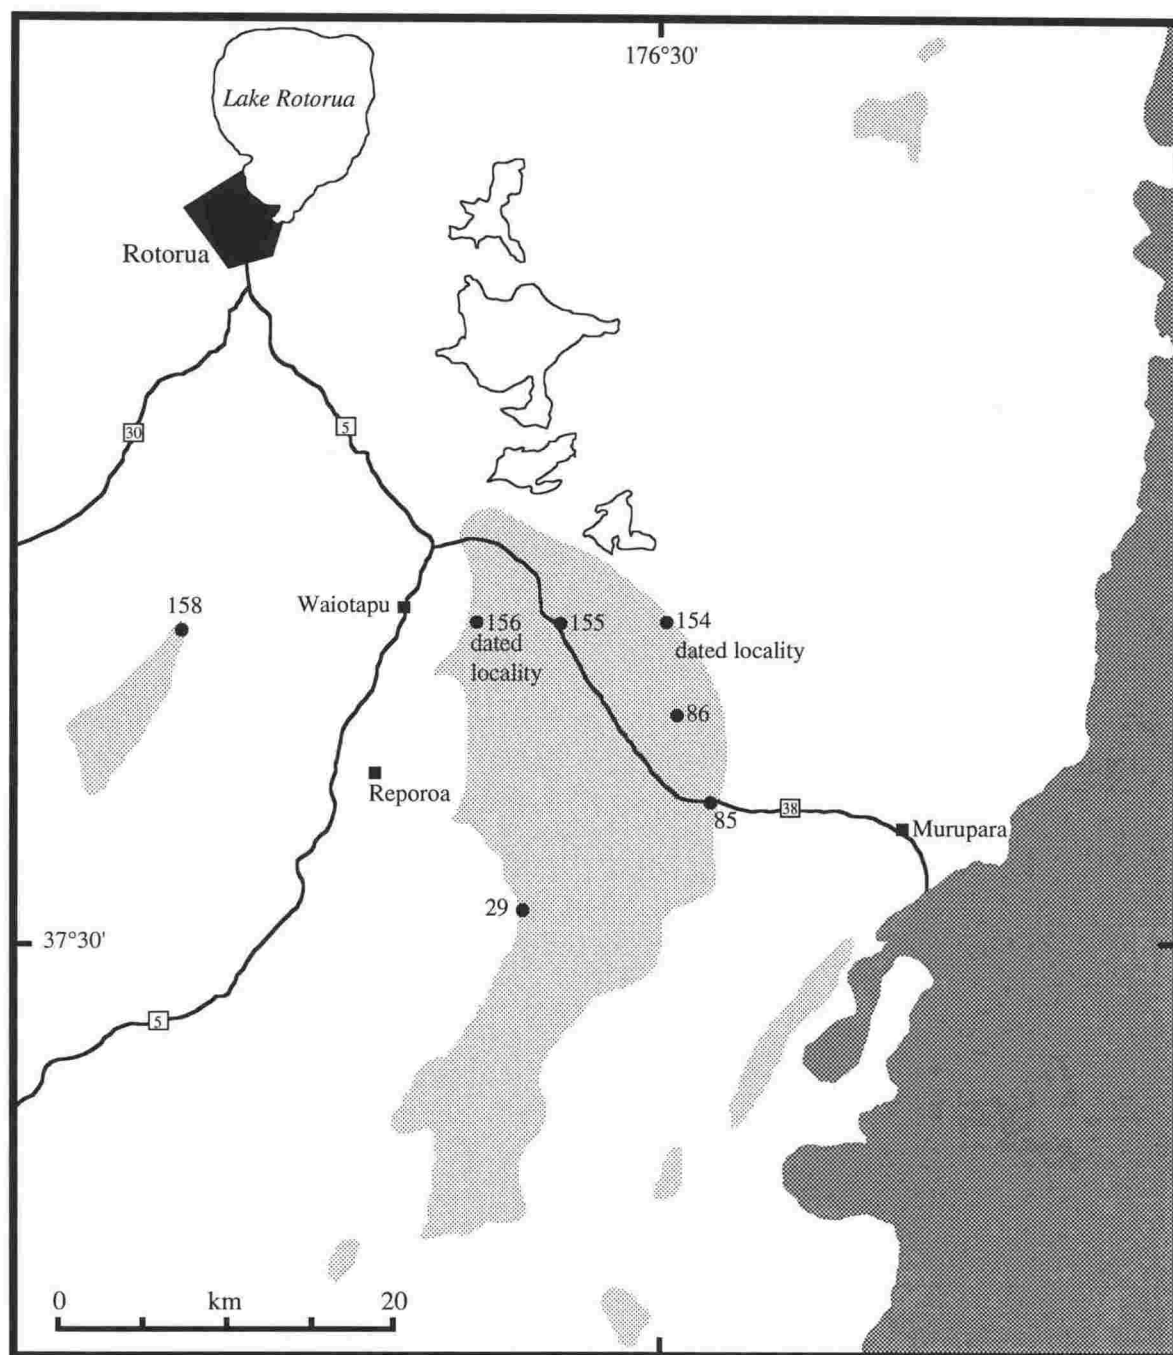 176°30'
Lake Rotorua
Rotorua
30
5
Waiotapu
158
156
dated
locality
155
154
dated locality
86
Reporoa
85
38
Murupara
29
37°30'
5
0 km 20